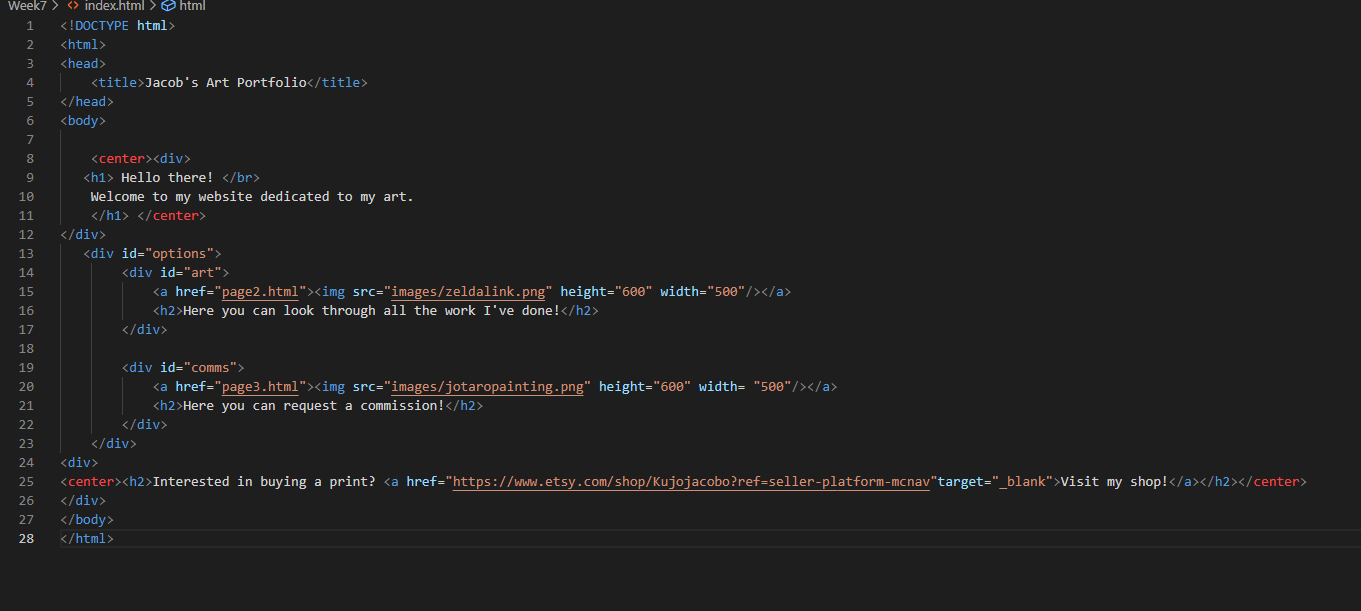 Week7 > <> index.html > html
1 <!DOCTYPE html>
2 <html>
3 <head>
4     <title>Jacob's Art Portfolio</title>
5 </head>
6 <body>
7
8     <center><div>
9    <h1> Hello there! </br>
10     Welcome to my website dedicated to my art.
11     </h1> </center>
12 </div>
13    <div id="options">
14         <div id="art">
15             <a href="page2.html"><img src="images/zeldalink.png" height="600" width="500"/></a>
16             <h2>Here you can look through all the work I've done!</h2>
17         </div>
18
19         <div id="comms">
20             <a href="page3.html"><img src="images/jotaropainting.png" height="600" width= "500"/></a>
21             <h2>Here you can request a commission!</h2>
22         </div>
23     </div>
24 <div>
25 <center><h2>Interested in buying a print? <a href="https://www.etsy.com/shop/Kujojacobo?ref=seller-platform-mcnav"target="_blank">Visit my shop!</a></h2></center>
26 </div>
27 </body>
28 </html>